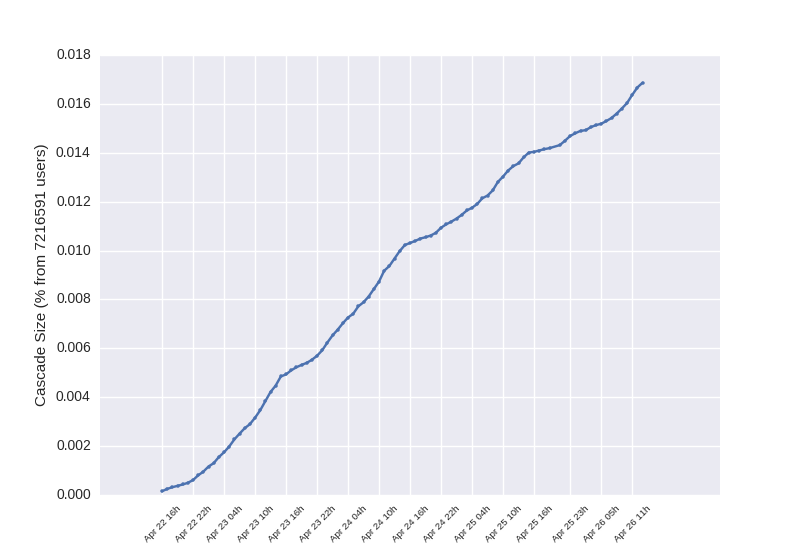 0.018
0.016
0.014
0.012
0.010
0.008
0.006
0.004
0.002
0.000
Cascade Size (% from 7216591 users)
Apr 22 16h
Apr 22 22h
Apr 23 04h
Apr 23 10h
Apr 23 16h
Apr 23 22h
Apr 24 04h
Apr 24 10h
Apr 24 16h
Apr 24 22h
Apr 25 04h
Apr 25 10h
Apr 25 16h
Apr 25 23h
Apr 26 05h
Apr 26 11h